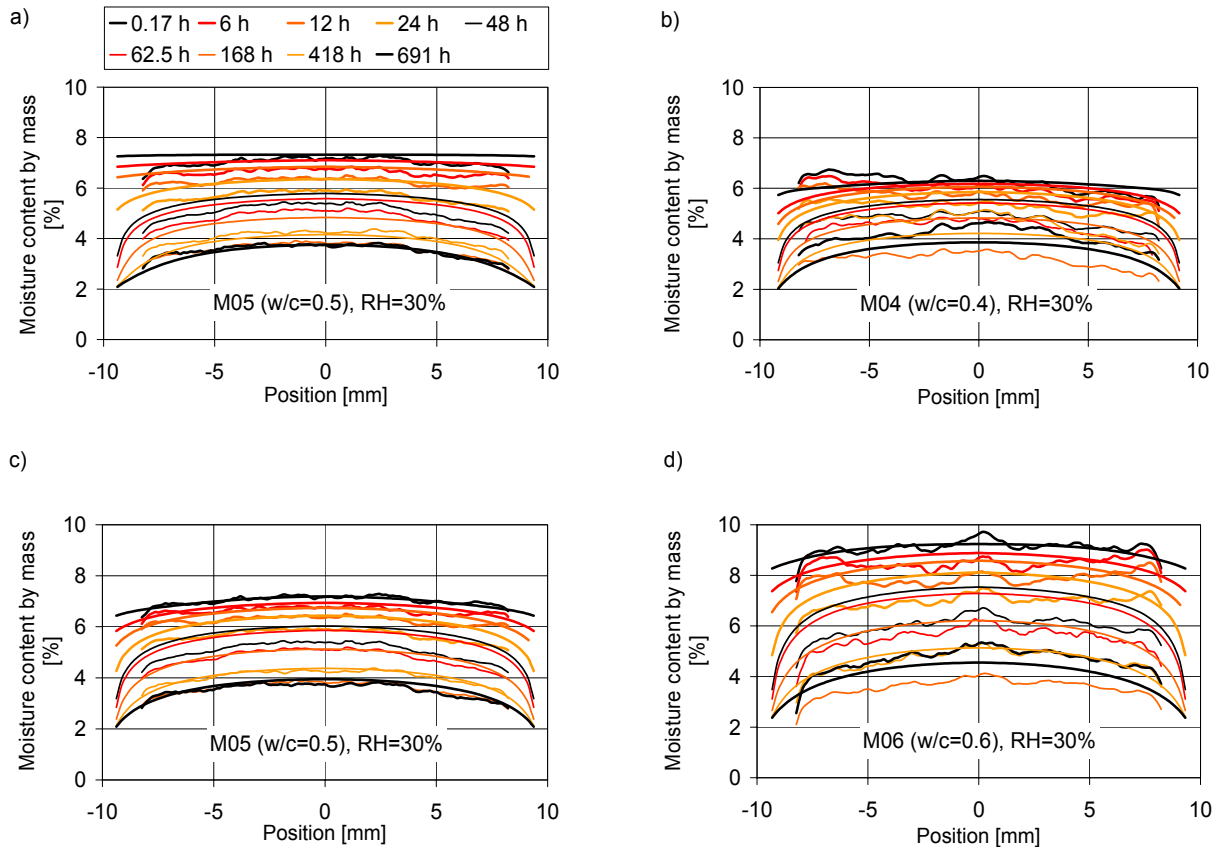 a)
0.17 h 6 h 12 h 24 h 48 h
62.5 h 168 h 418 h 691 h
Moisture content by mass
[%]
10
8
6
4
2
0
M05 (w/c=0.5), RH=30%
-10 -5 0 5 10
Position [mm]
b)
Moisture content by mass
[%]
10
8
6
4
2
0
M04 (w/c=0.4), RH=30%
-10 -5 0 5 10
Position [mm]
c)
Moisture content by mass
[%]
10
8
6
4
2
0
M05 (w/c=0.5), RH=30%
-10 -5 0 5 10
Position [mm]
d)
Moisture content by mass
[%]
10
8
6
4
2
0
M06 (w/c=0.6), RH=30%
-10 -5 0 5 10
Position [mm]